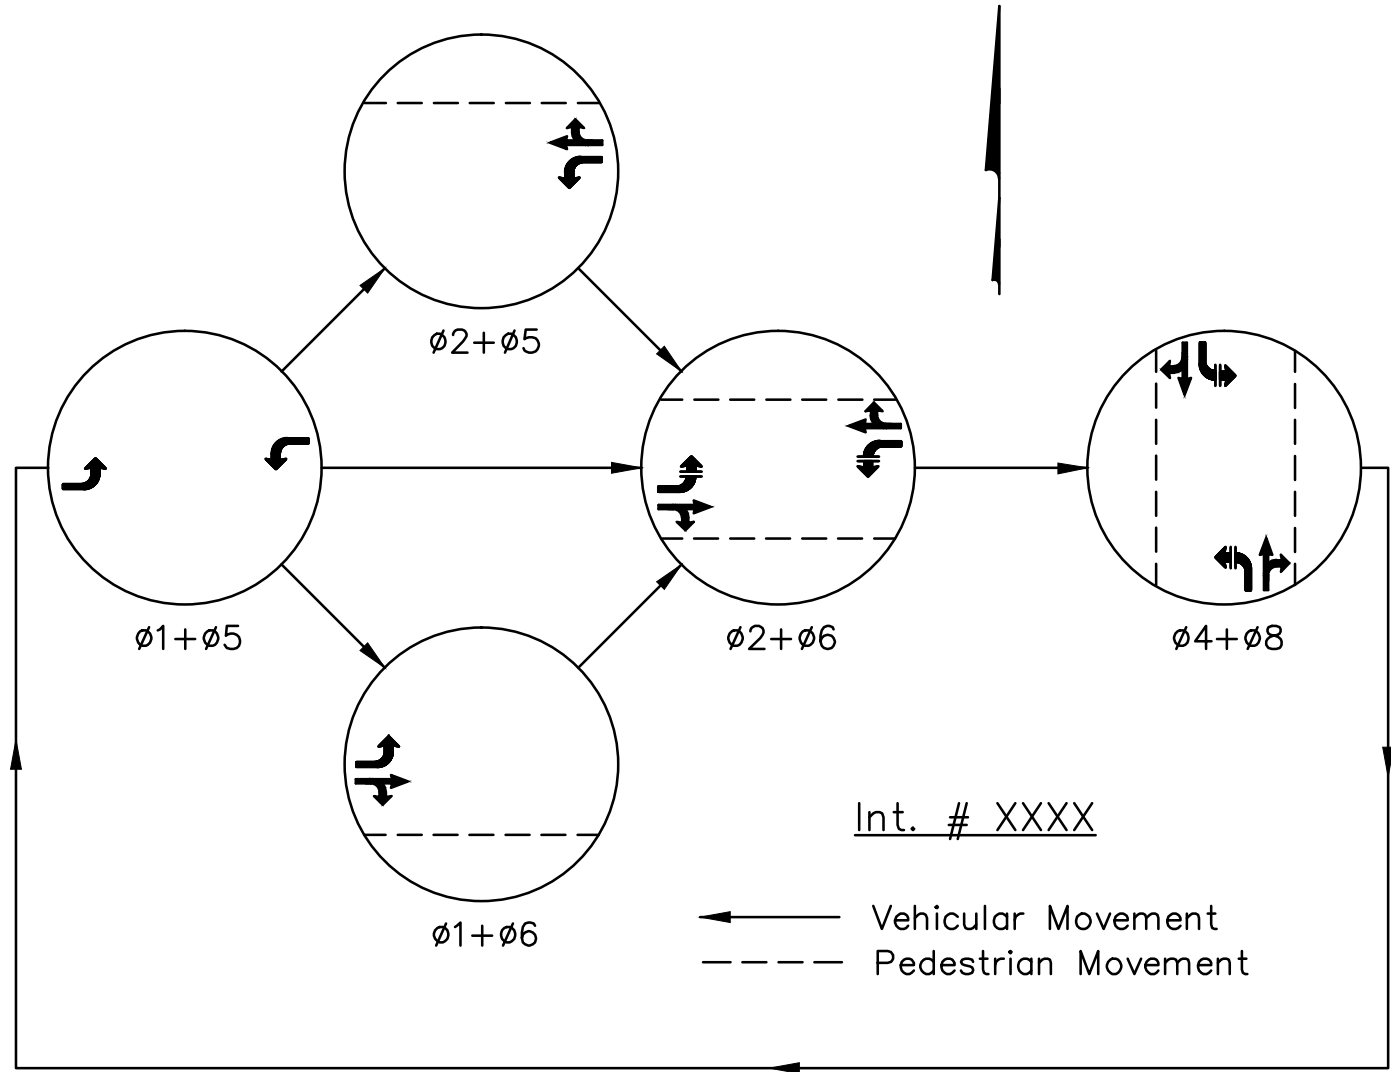 ø2+ø5
ø1+ø5
ø2+ø6
ø4+ø8
ø1+ø6
Int. # XXXX
Vehicular Movement
Pedestrian Movement